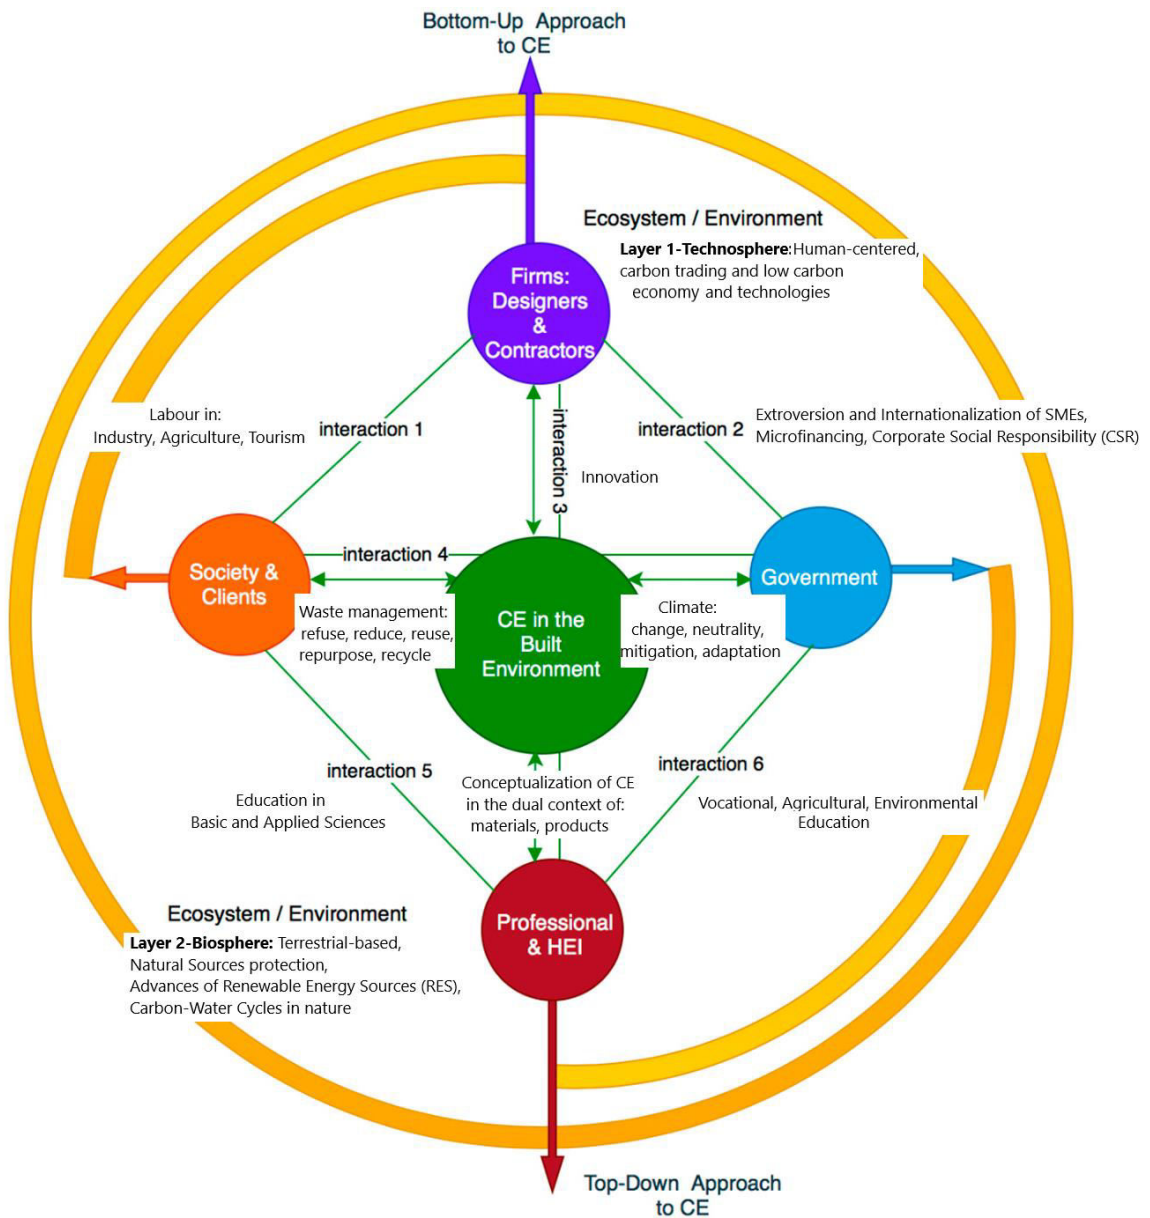 Bottom-Up Approach
to CE
Ecosystem / Environment
Layer 1-Technosphere:Human-centered,
carbon trading and low carbon
economy and technologies
Firms:
Designers
&
Contractors
Labour in:
Industry, Agriculture, Tourism
interaction 1
interaction 2
Extroversion and Internationalization of SMEs,
Microfinancing, Corporate Social Responsibility (CSR)
interaction 3
Innovation
interaction 4
Society &
Clients
Government
Waste management:
refuse, reduce, reuse,
repurpose, recycle
CE in the
Built
Environment
Climate:
change, neutrality,
mitigation, adaptation
interaction 5
interaction 6
Education in
Basic and Applied Sciences
Conceptualization of CE
in the dual context of:
materials, products
Vocational, Agricultural, Environmental
Education
Ecosystem / Environment
Layer 2-Biosphere: Terrestrial-based,
Natural Sources protection,
Advances of Renewable Energy Sources (RES),
Carbon-Water Cycles in nature
Professional
& HEI
Top-Down Approach
to CE